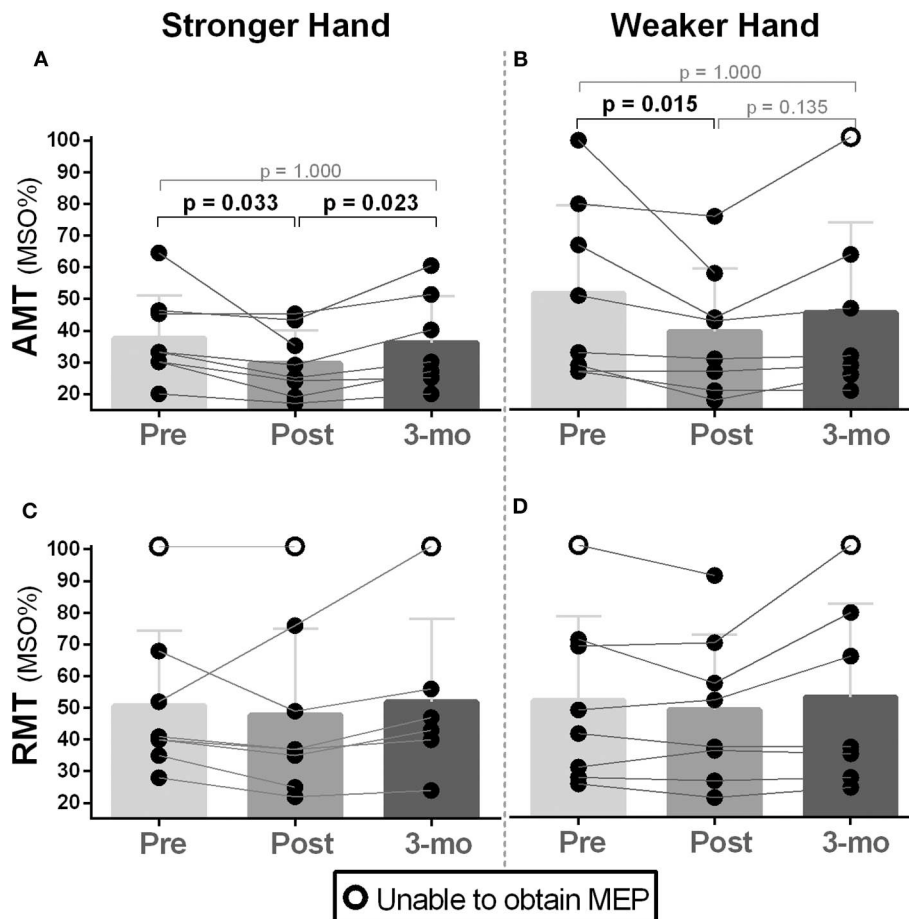 Stronger Hand
Weaker Hand
A
B
p = 1.000
p = 0.015
p = 0.135
p = 1.000
p = 0.033
p = 0.023
AMT (MSO%)
100
90
80
70
60
50
40
30
20
Pre
Post
3-mo
Pre
Post
3-mo
C
D
RMT (MSO%)
100
90
80
70
60
50
40
30
20
Pre
Post
3-mo
Pre
Post
3-mo
Unable to obtain MEP